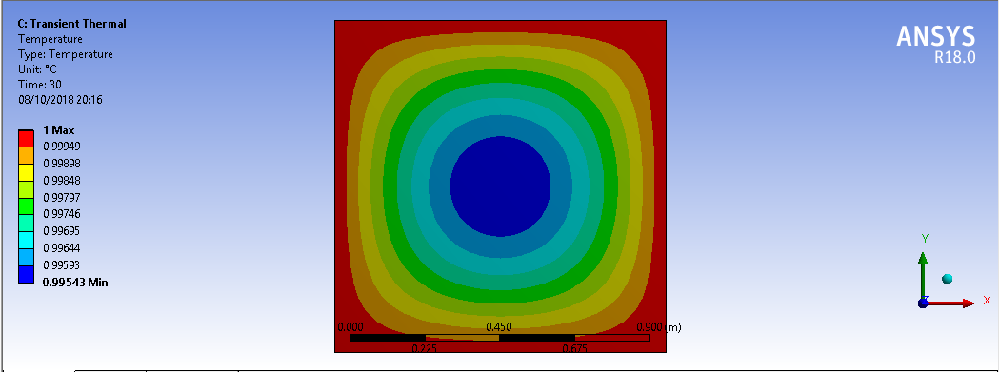 C: Transient Thermal
Temperature
Type: Temperature
Unit: °C
Time: 30
08/10/2018 20:16
1 Max
0.99949
0.99898
0.99848
0.99797
0.99746
0.99695
0.99644
0.99593
0.99543 Min
ANSYS
R18.0
0.000 0.450 0.900 (m)
0.225 0.675
Y
X